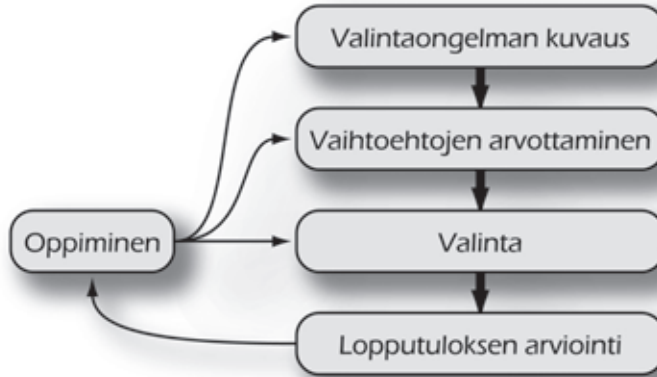 Valintaongelman kuvaus
Vaihtoehtojen arvottaminen
Oppiminen
Valinta
Lopputuloksen arviointi